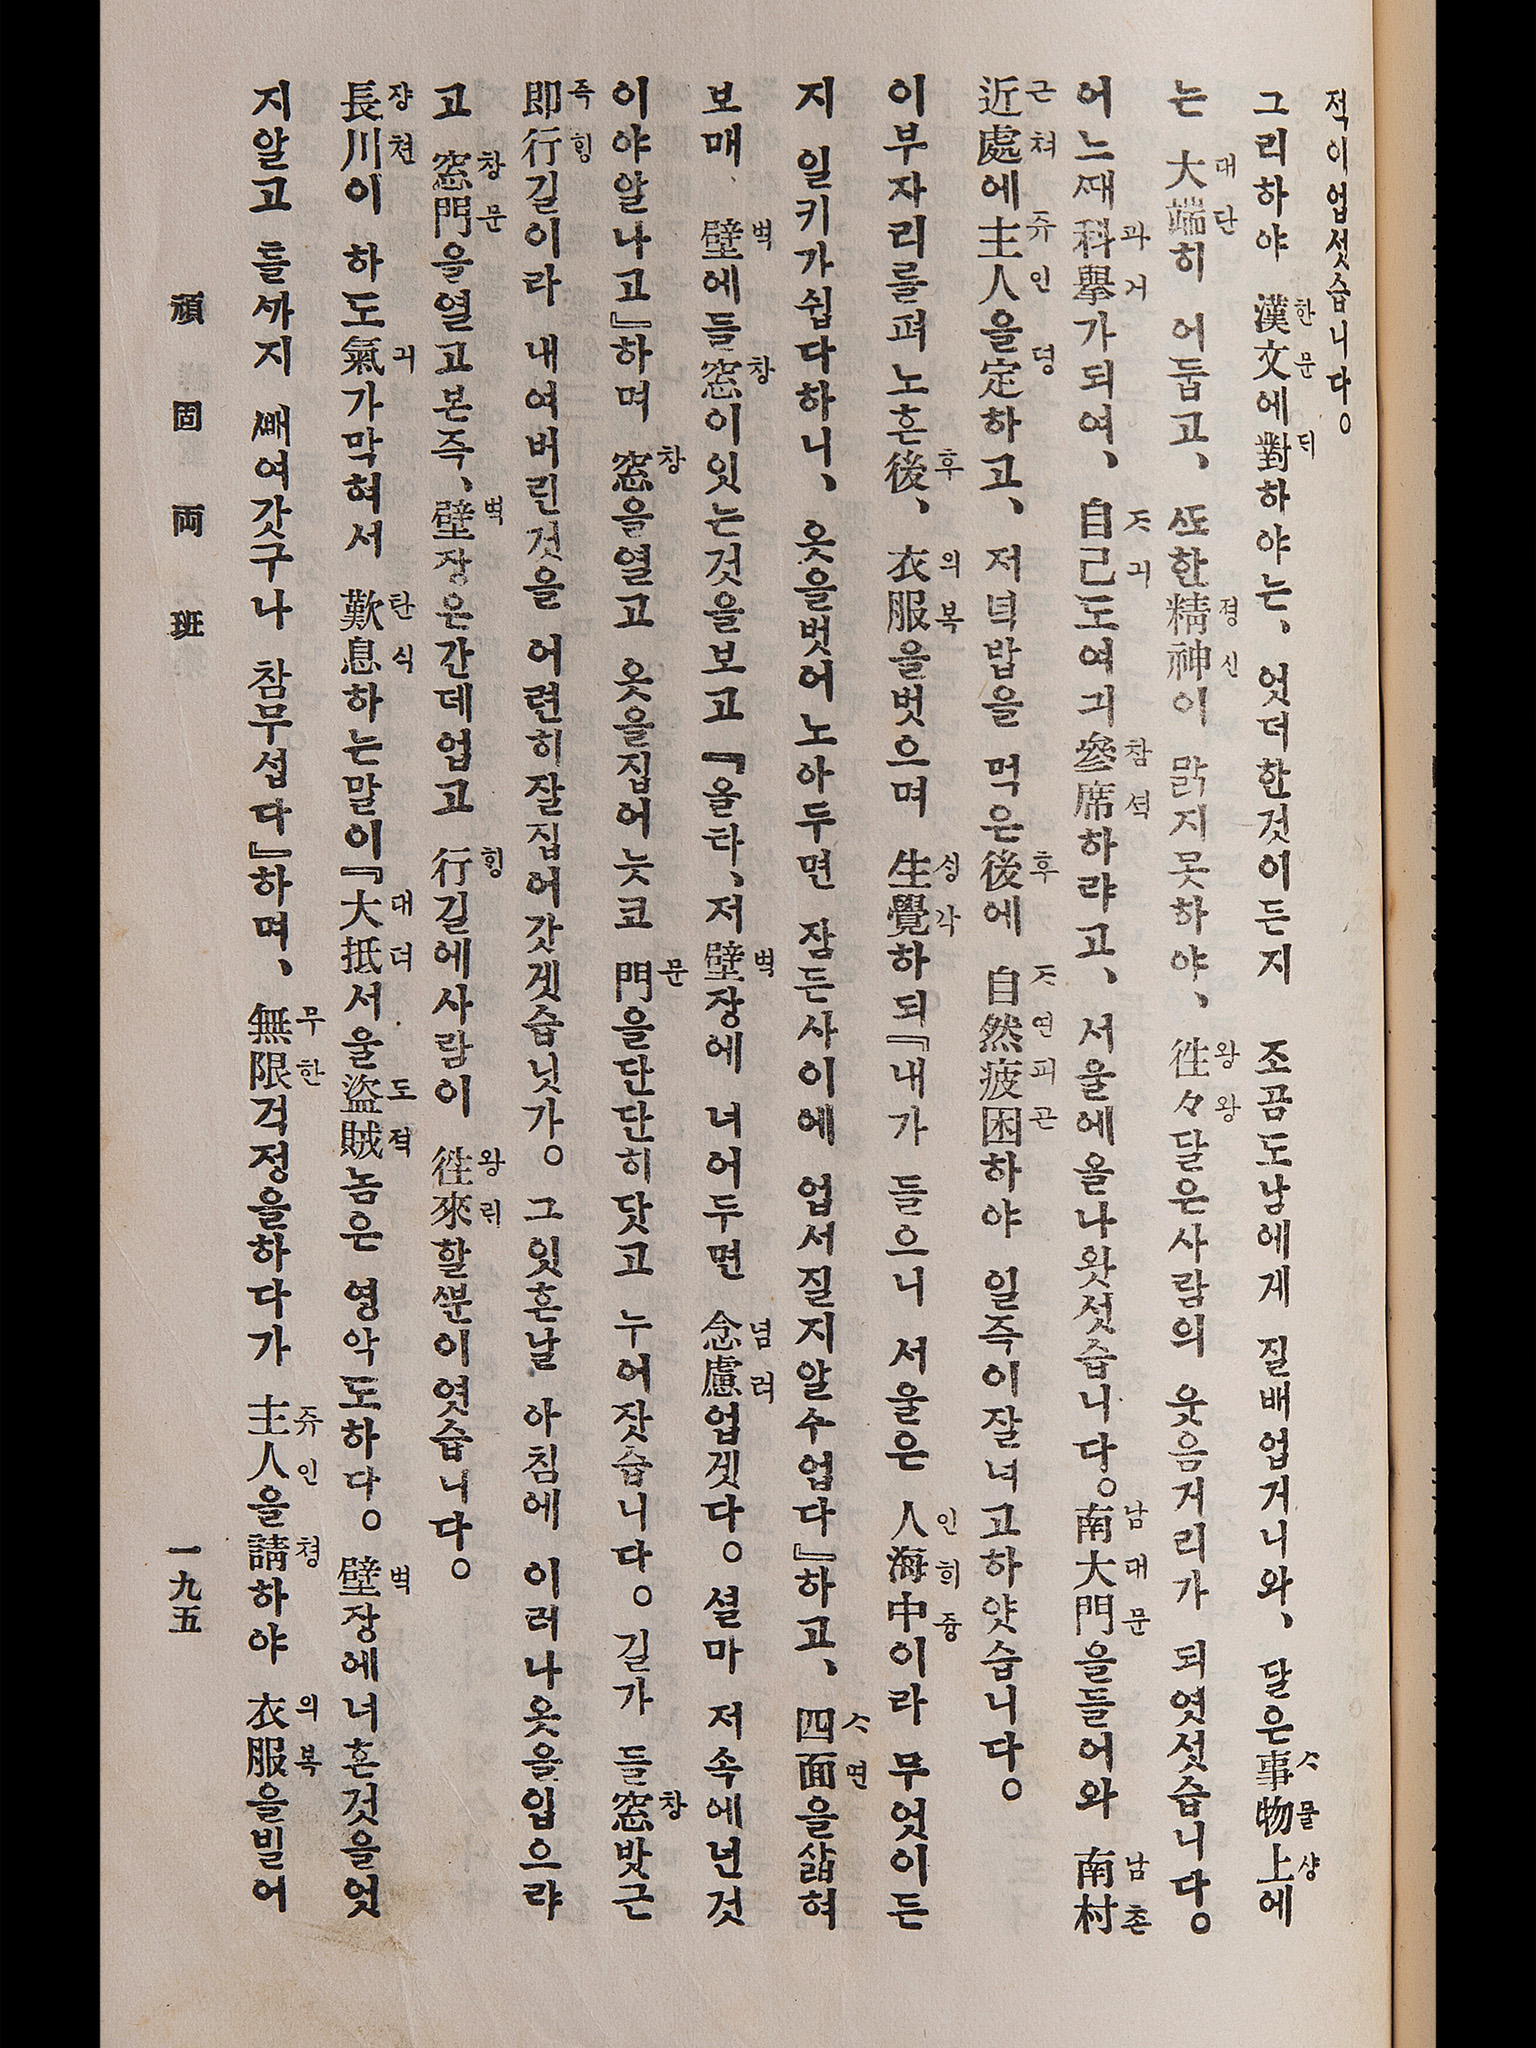 적이업섯습니다。
그리하야 漢文에對하야는、엇더한것이든지 조곰도남에게 질배업거니와、달은事物上에
는 大端히 어둡고、ᄯᅩ한精神이 맑지못하야、徃々달은사람의 웃음거리가 되엿섯습니다。
어느ᄯᅢ科擧가되여、自己도여긔參席하랴고、서울에올나왓섯습니다。南大門을들어와 南村
近處에主人을定하고、저녁밥을 먹은後에 自然疲困하야 일즉이잘녀고하얏습니다。
이부자리를펴노흔後、衣服을벗으며 生覺하되『내가 들으니 서울은 人海中이라무엇이든
지 일키가쉽다하니、옷을벗어노아두면 잠든사이에 업서질지알수업다』하고、四面을삷혀
보매、壁에들窓이잇는것을보고『올타、저壁장에 너어두면 念慮업겟다。설마 저속에넌것
이야알나고』하며 窓을열고 옷을집어늣코 門을단단히닷고 누어잣습니다。길가 들窓밧근
即行길이라 내여버린것을 어련히잘집어갓겟습닛가。그잇흔날 아침에 이러나옷을입으랴
고 窓門을열고본즉、壁장은간데업고 行길에사람이 徃來할ᄲᅮᆫ이엿습니다。
長川이 하도氣가막혀서 歎息하는말이『大抵서울盜賊놈은 영악도하다。壁장에너흔것을엇
지알고 들ᄭᅡ지 ᄲᅢ여갓구나 참무섭다』하며、無限걱정을하다가 主人을請하야 衣服을빌어
頑固両班 一九五